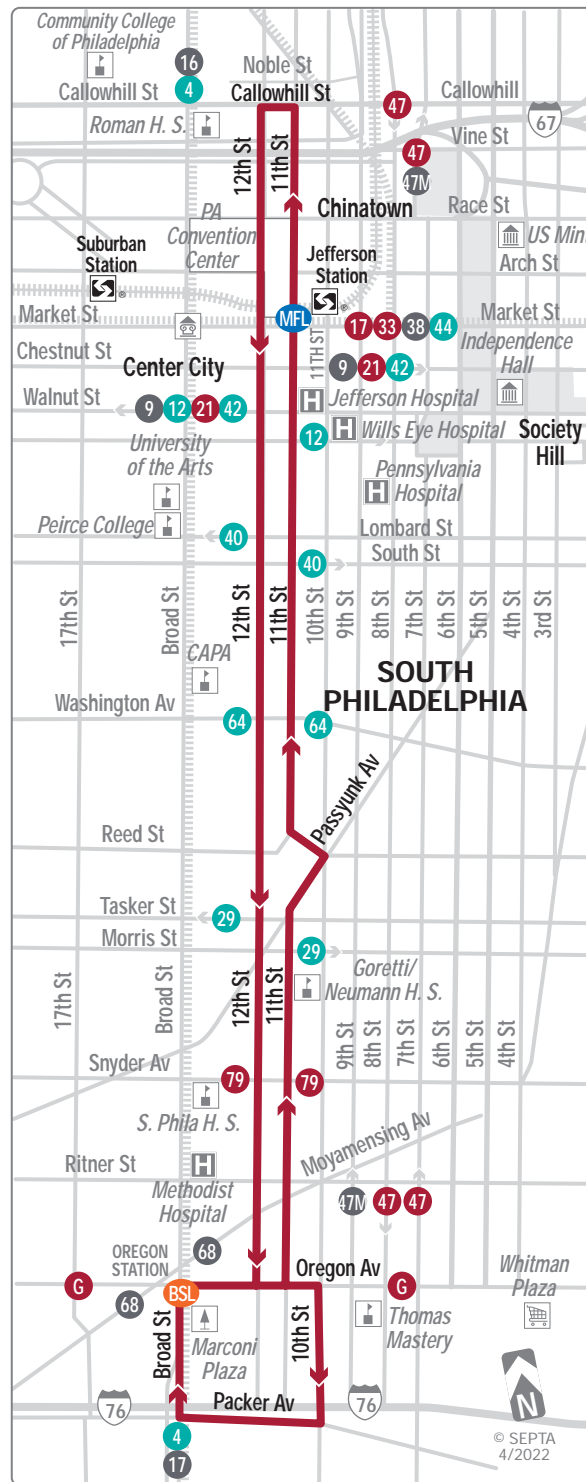 Community College
of Philadelphia
16
4
Noble St
Callowhill St
Callowhill St
47
Callowhill
67
Roman H. S.
Vine St
47
47M
12th St
11th St
Chinatown
Race St
PA
Convention
Center
US Min
Suburban
Station
Jefferson
Station
Arch St
®
®
Market St
MFL
17
33
38
44
Market St
Chestnut St
11TH ST
Independence
Hall
Center City
9
21
42
Walnut St
9
12
21
42
H
Jefferson Hospital
University
of the Arts
12
H
Wills Eye Hospital
Society
Hill
Pennsylvania
Hospital
H
Peirce College
40
Lombard St
South St
40
17th St
Broad St
12th St
11th St
10th St
9th St
8th St
7th St
6th St
5th St
4th St
3rd St
CAPA
SOUTH
PHILADELPHIA
Washington Av
64
64
Passyunk Av
Reed St
Tasker St
29
Morris St
29
Goretti/
Neumann H. S.
17th St
Broad St
12th St
11th St
9th St
8th St
7th St
6th St
5th St
4th St
Snyder Av
79
79
S. Phila H. S.
Moyamensing Av
Ritner St
H
Methodist
Hospital
47M
47
47
OREGON
STATION
68
Oregon Av
Whitman
Plaza
G
68
BSL
G
Broad St
Marconi
Plaza
10th St
Thomas
Mastery
76
Packer Av
76
N
4
17
© SEPTA
4/2022